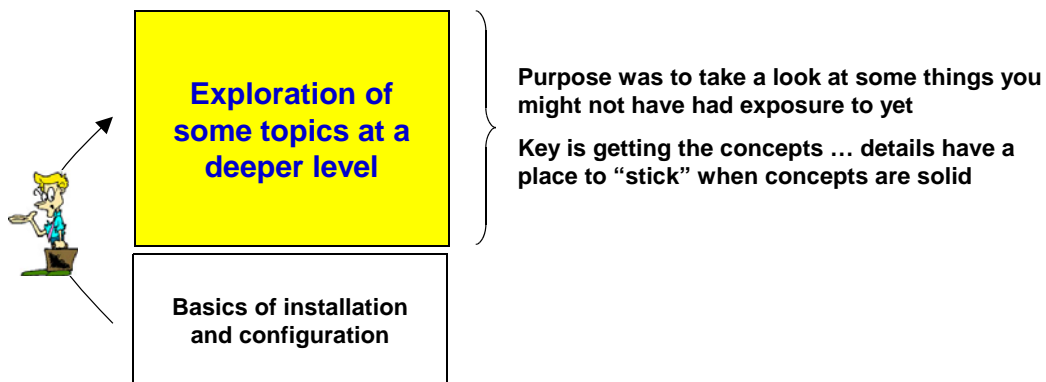 Exploration of
some topics at a
deeper level
Purpose was to take a look at some things you
might not have had exposure to yet
Key is getting the concepts … details have a
place to “stick” when concepts are solid
Basics of installation
and configuration